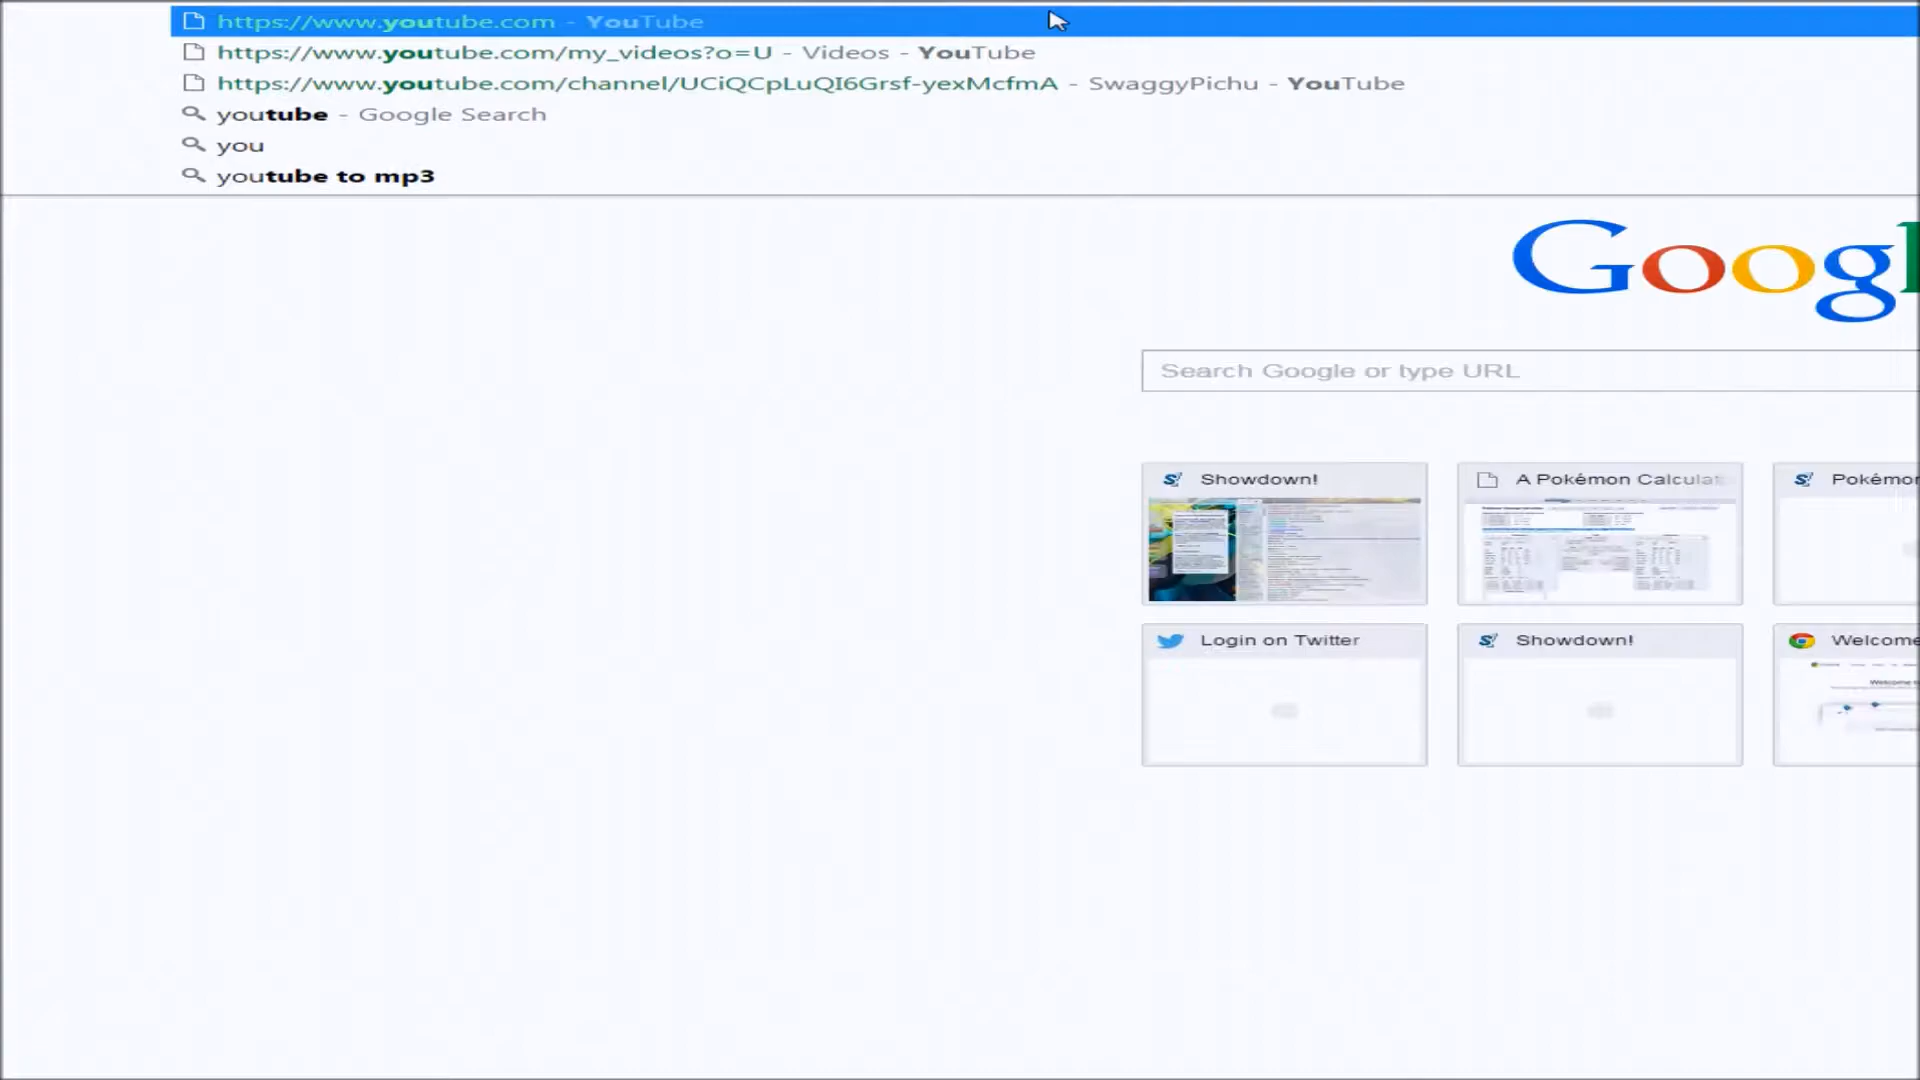 https://www.youtube.com - YouTube
https://www.youtube.com/my_videos?o=U - Videos - YouTube
https://www.youtube.com/channel/UCiQCpLuQI6Grsf-yexMcfmA - SwaggyPichu - YouTube
youtube - Google Search
you
youtube to mp3
Googl
Search Google or type URL
Showdown!
A Pokémon Calculat
Pokémon
Login on Twitter
Showdown!
Welcome